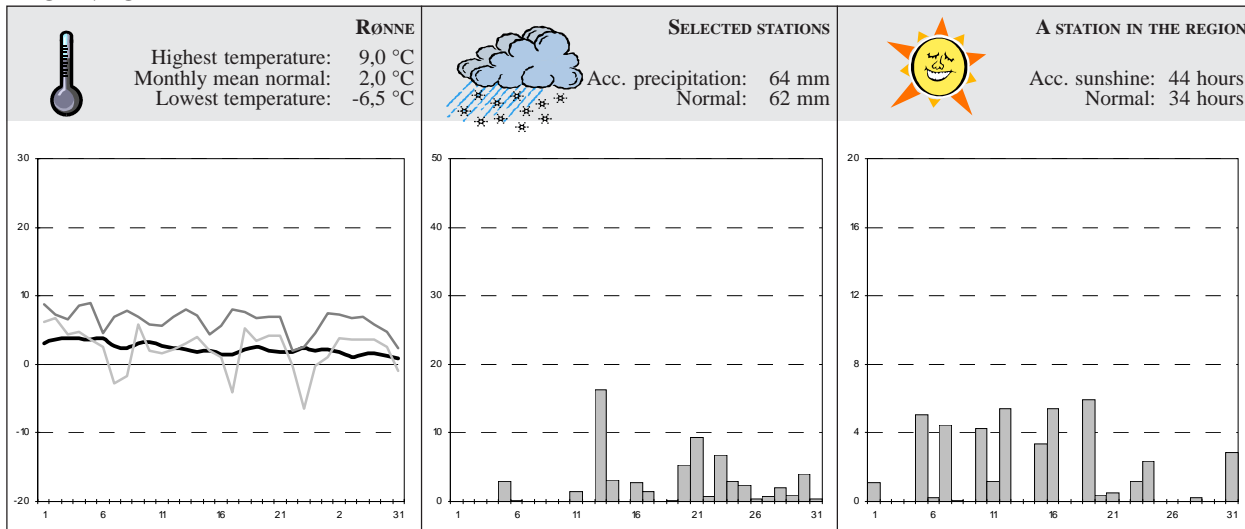 RØNNE
Highest temperature: 9,0 °C
Monthly mean normal: 2,0 °C
Lowest temperature: -6,5 °C
SELECTED STATIONS
Acc. precipitation: 64 mm
Normal: 62 mm
A STATION IN THE REGION
Acc. sunshine: 44 hours
Normal: 34 hours
30
20
10
0
-10
-20
1 6 11 16 21 2 31
50
40
30
20
10
0
1 6 11 16 21 26 31
20
16
12
8
4
0
1 6 11 16 21 26 31